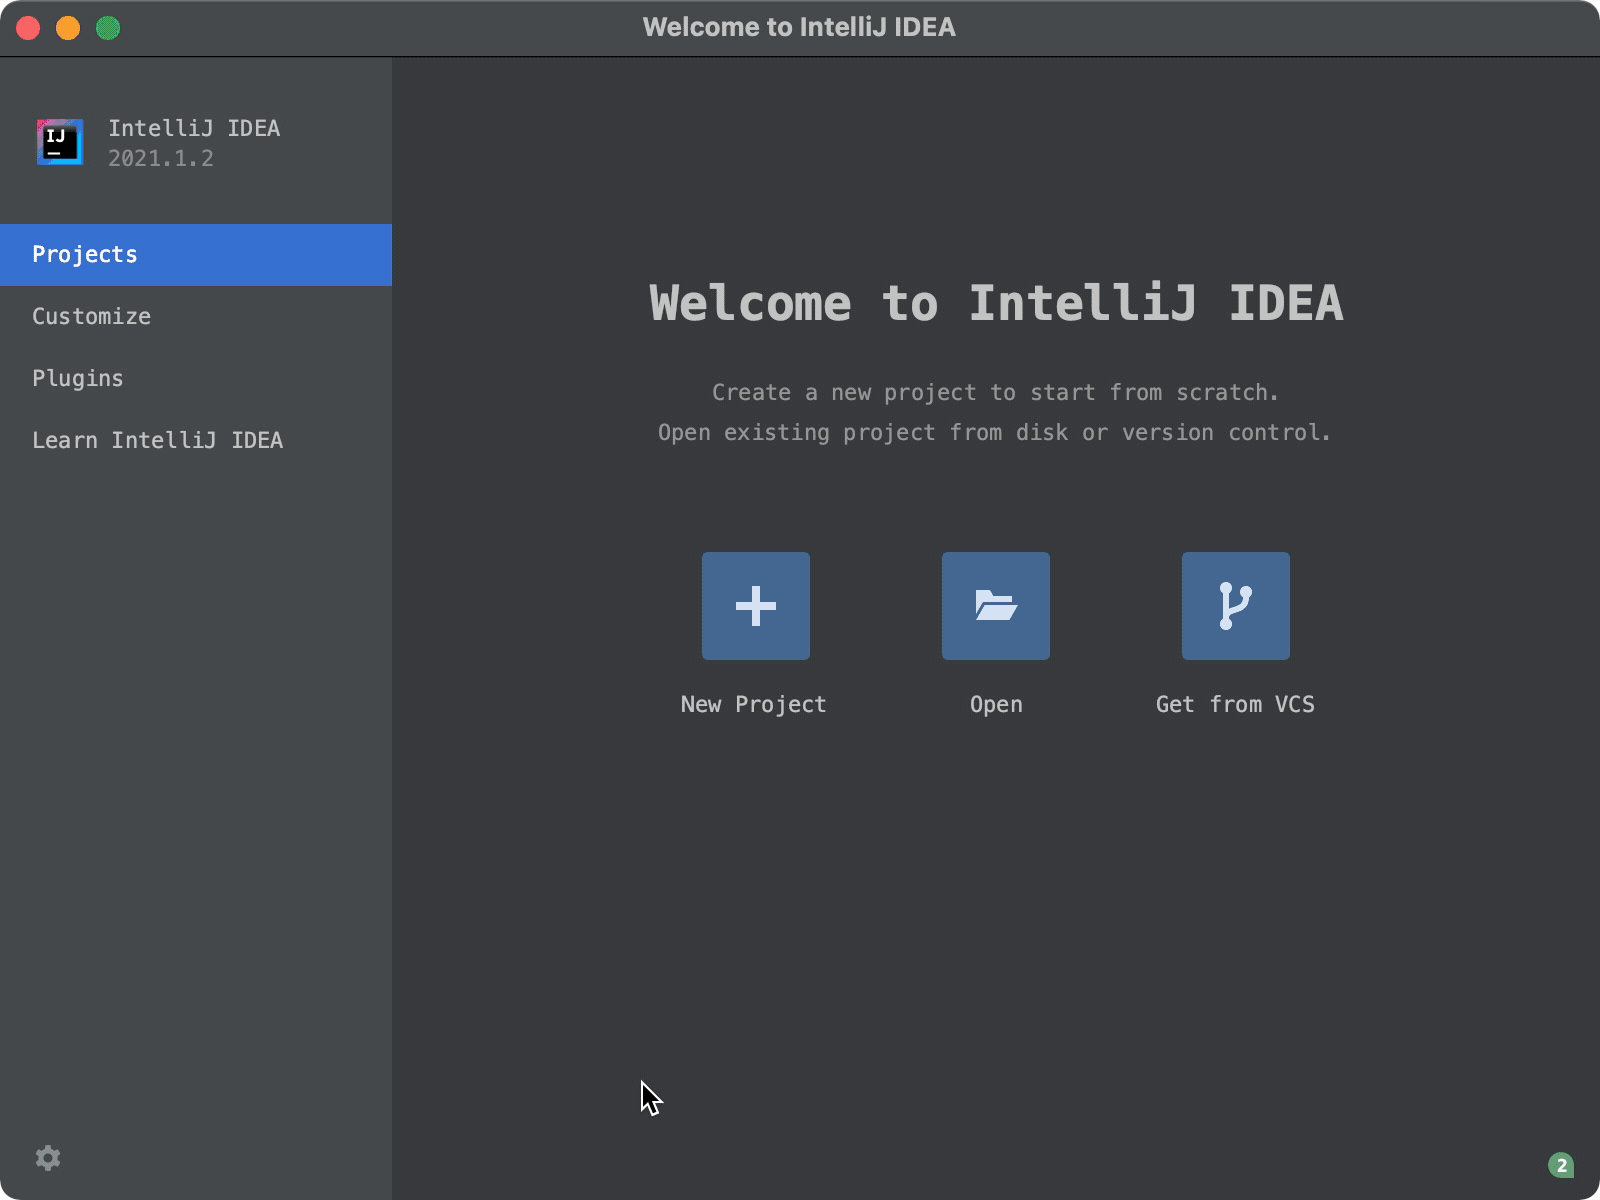 Welcome to IntelliJ IDEA
IJ
IntelliJ IDEA
2021.1.2
Projects
Customize
Plugins
Learn IntelliJ IDEA
Welcome to IntelliJ IDEA
Create a new project to start from scratch.
Open existing project from disk or version control.
New Project
Open
Get from VCS
2